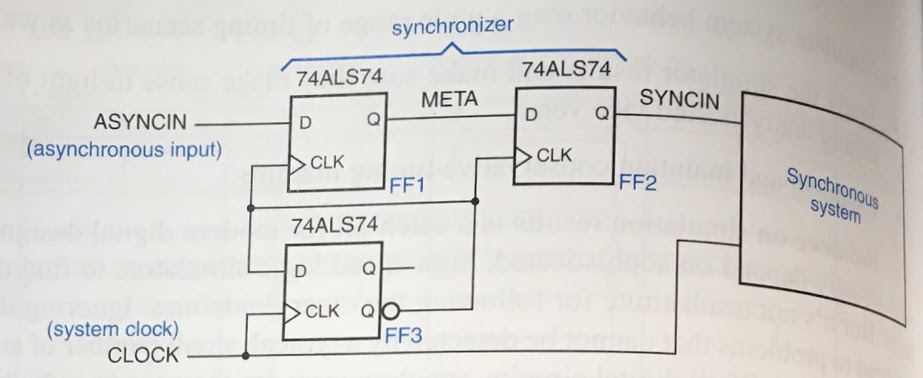 synchronizer
74ALS74
74ALS74
ASYNCIN
(asynchronous input)
D
Q
META
D
Q
SYNCIN
CLK
FF1
CLK
FF2
Synchronous
system
74ALS74
D
Q
CLK
Q
FF3
(system clock)
CLOCK